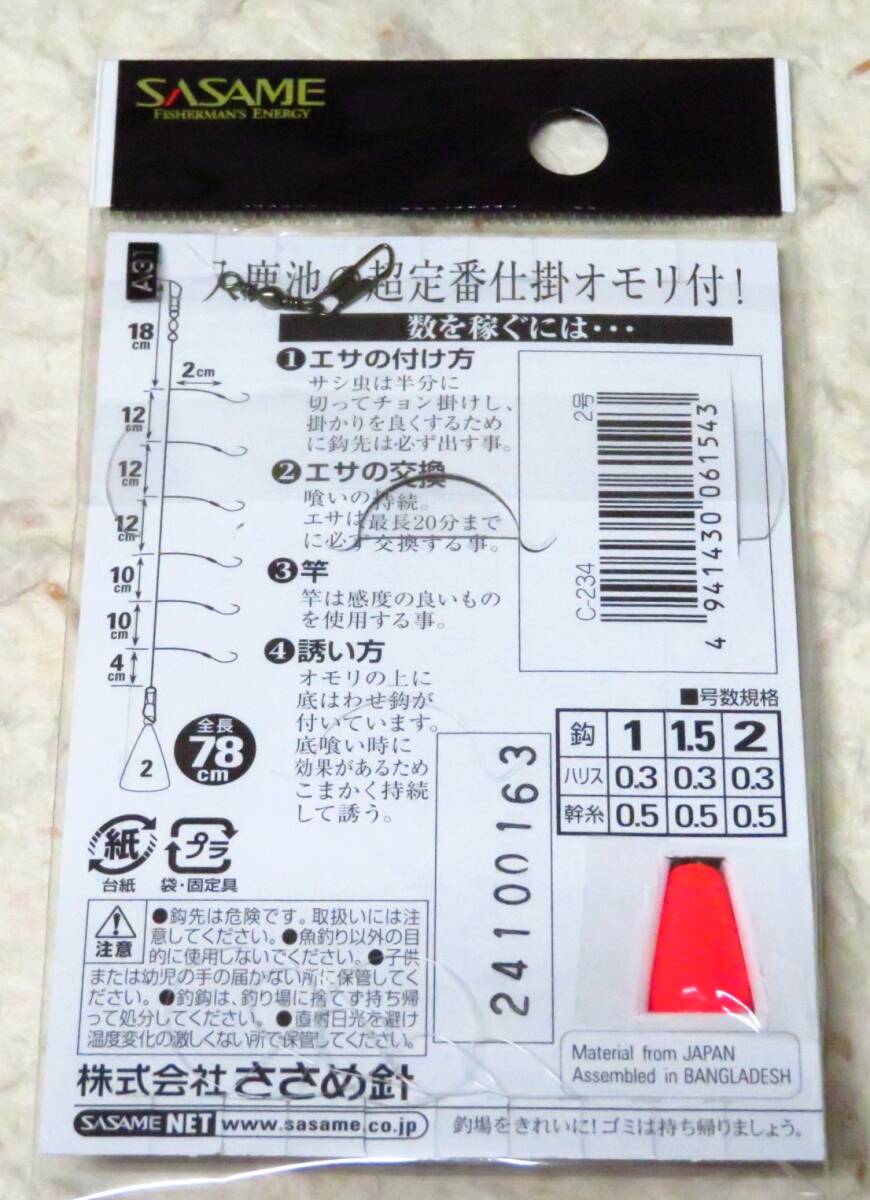 SASAME
FISHERMAN'S ENERGY
A31
入鹿池の超定番仕掛オモリ付!
数を稼ぐには・・・
18cm
2cm
12cm
12cm
12cm
10cm
10cm
4cm
2
全長
78
cm
❶エサの付け方
サシ虫は半分に
切ってチョン掛けし、
掛かりを良くするため
に鈎先は必ず出す事。
❷エサの交換
喰いの持続。
エサは最長20分まで
に必ず交換する事。
❸竿
竿は感度の良いもの
を使用する事。
❹誘い方
オモリの上に
底はわせ鈎が
付いています。
底喰い時に
効果があるため
こまかく持続
して誘う。
2号
C-234
4 941430 061543
■号数規格
鈎 1 1.5 2
ハリス 0.3 0.3 0.3
幹糸 0.5 0.5 0.5
24100163
紙
台紙
プラ
袋・固定具
注意
●鈎先は危険です。取扱いには注
意してください。●魚釣り以外の目
的に使用しないでください。●子供
または幼児の手の届かない所に保管してく
ださい。●釣鈎は、釣り場に捨てず持ち帰
って処分してください。●直射日光を避け
温度変化の激しくない所で保管してください。
Material from JAPAN
Assembled in BANGLADESH
株式会社ささめ針
SASAME NET www.sasame.co.jp
釣場をきれいに!ゴミは持ち帰りましょう。